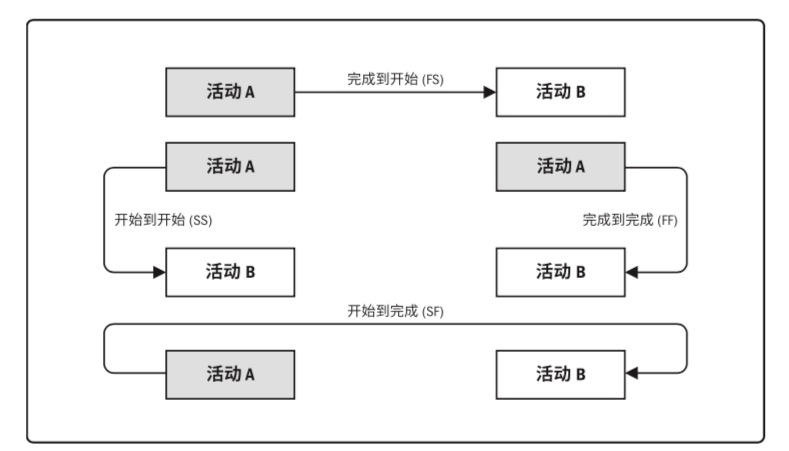 完成到开始 (FS)
活动 A
活动 B
活动 A
活动 A
开始到开始 (SS)
完成到完成 (FF)
活动 B
活动 B
开始到完成 (SF)
活动 A
活动 B